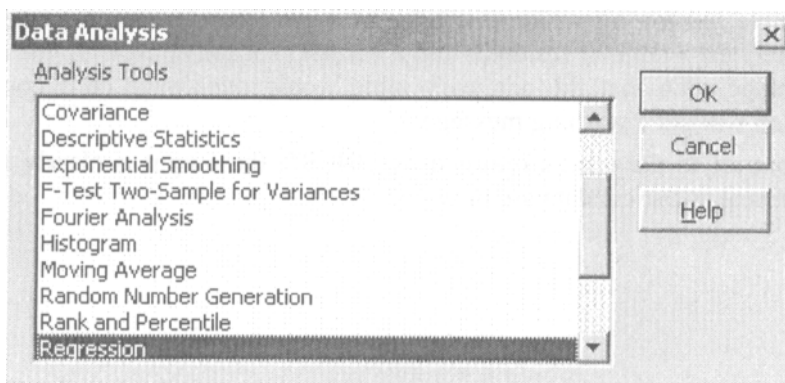 Data Analysis
Analysis Tools
Covariance
Descriptive Statistics
Exponential Smoothing
F-Test Two-Sample for Variances
Fourier Analysis
Histogram
Moving Average
Random Number Generation
Rank and Percentile
Regression
OK
Cancel
Help